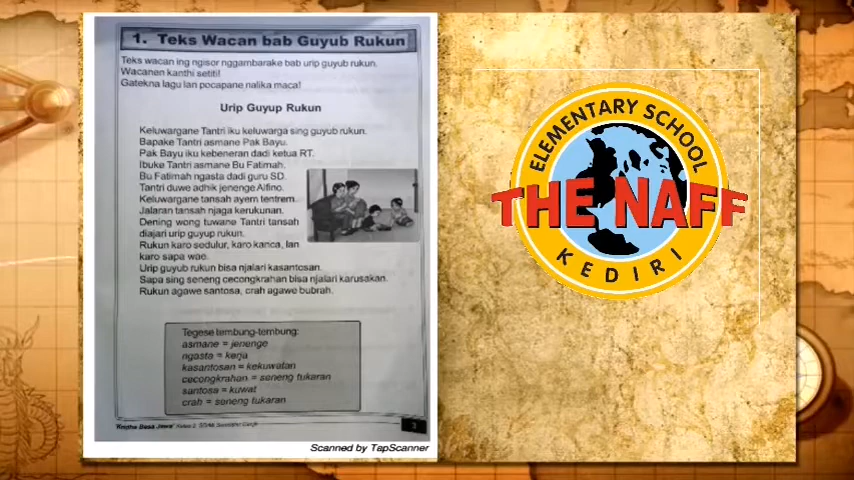 1. Teks Wacan bab Guyub Rukun
Teks wacan ing ngisor nggambarake bab urip guyub rukun.
Wacanen kanthi setiti!
Gatekna lagu lan pocapane nalika maca!
Urip Guyup Rukun
Keluwargane Tantri iku keluwarga sing guyub rukun.
Bapake Tantri asmane Pak Bayu.
Pak Bayu iku kebeneran dadi ketua RT.
Ibuke Tantri asmane Bu Fatimah.
Bu Fatimah ngasta dadi guru SD.
Tantri duwe adhik jenenge Alfino.
Keluwargane tansah ayem tentrem.
Jalaran tansah njaga kerukunan.
Dening wong tuwane Tantri tansah
diajari urip guyup rukun.
Rukun karo sedulur, karo kanca, lan
karo sapa wae.
Urip guyub rukun bisa njalari kasantosan.
Sapa sing seneng cecongkrahan bisa njalari karusakan.
Rukun agawe santosa, crah agawe bubrah.
Tegese tembung-tembung:
asmane = jenenge
ngasta = kerja
kasantosan = kekuwatan
cecongkrahan = seneng tukaran
santosa = kuwat
crah = seneng tukaran
Basa Jawa
3
Scanned by TapScanner
ELEMENTARY SCHOOL
THE NAFF
KEDIRI